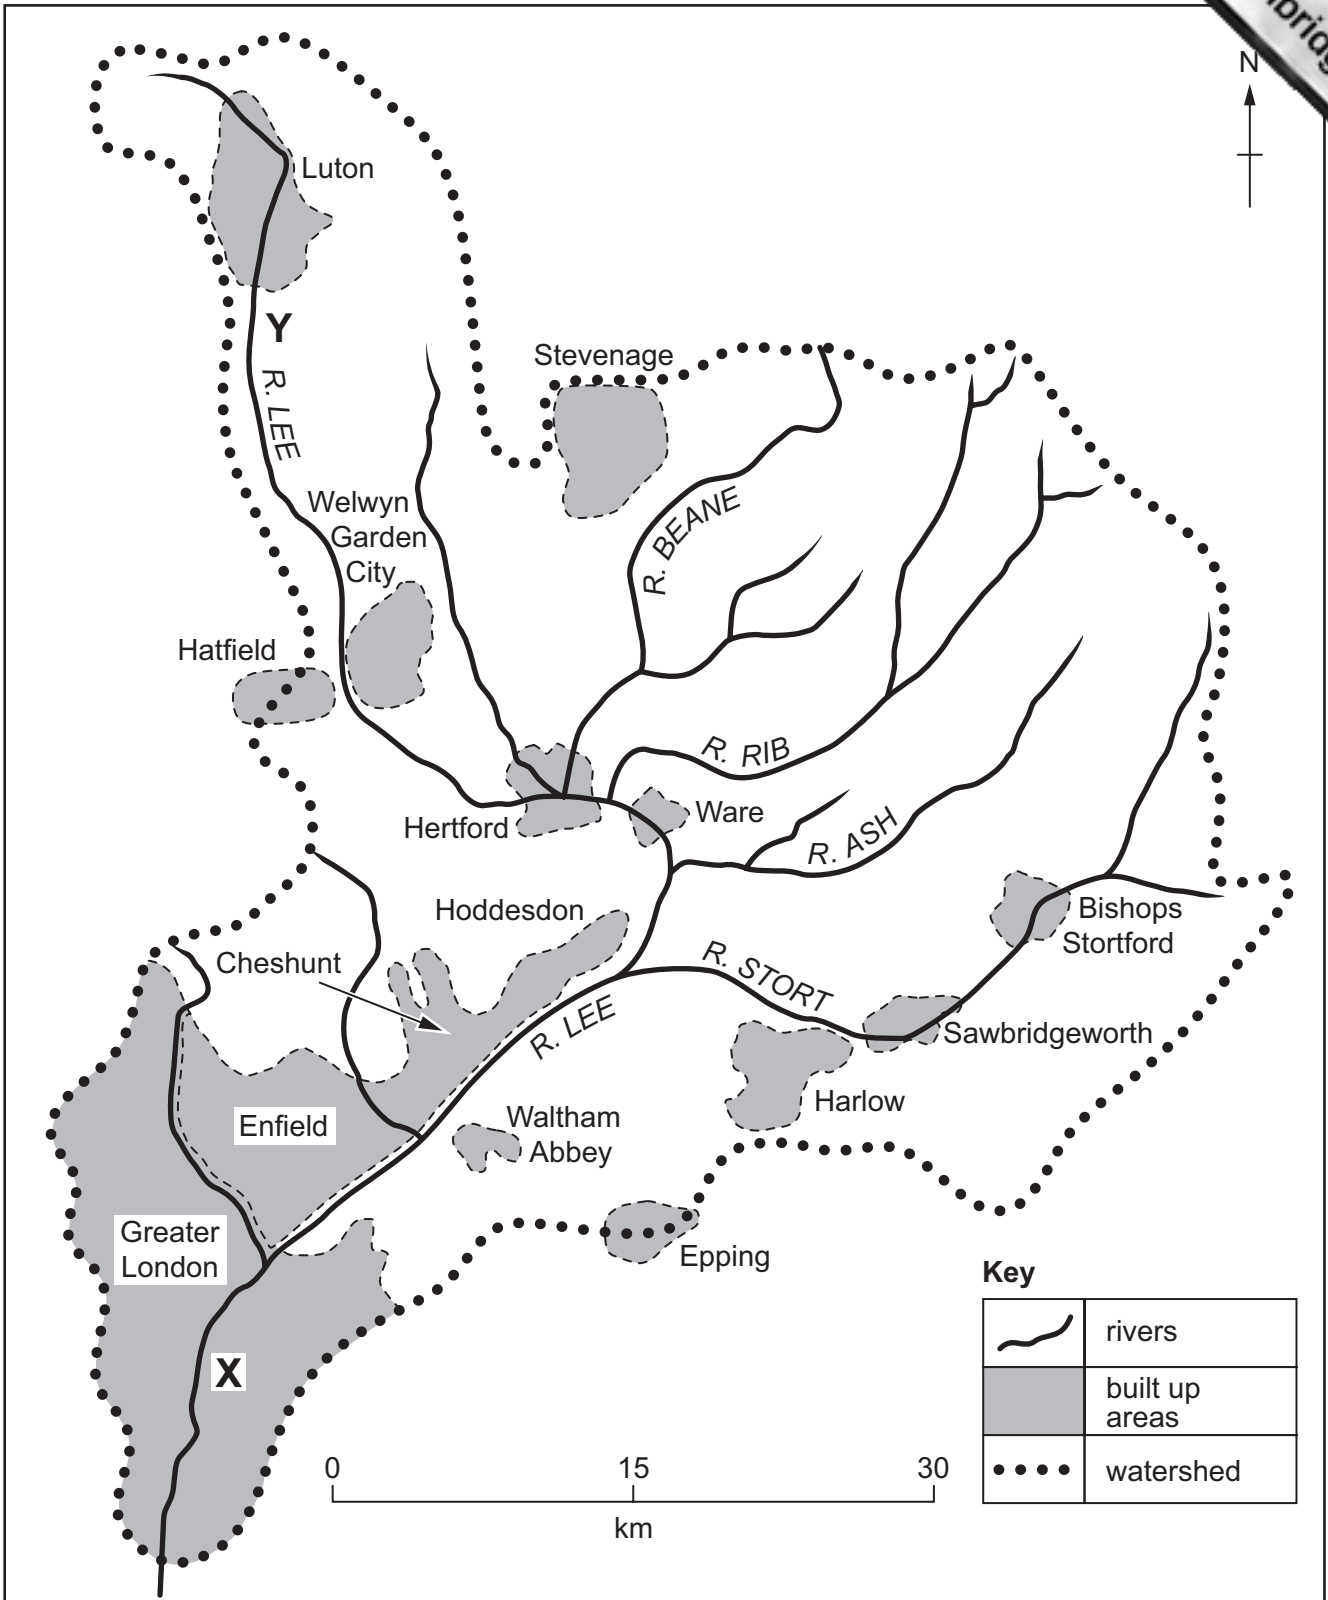 N
Luton
Y
R. LEE
Stevenage
Welwyn
Garden
City
R. BEANE
Hatfield
R. RIB
Hertford
Ware
R. ASH
Hoddesdon
Bishops
Stortford
Cheshunt
R. STORT
R. LEE
Sawbridgeworth
Harlow
Enfield
Waltham
Abbey
Greater
London
Epping
X
Key
rivers
built up
areas
watershed
0 15 30
km